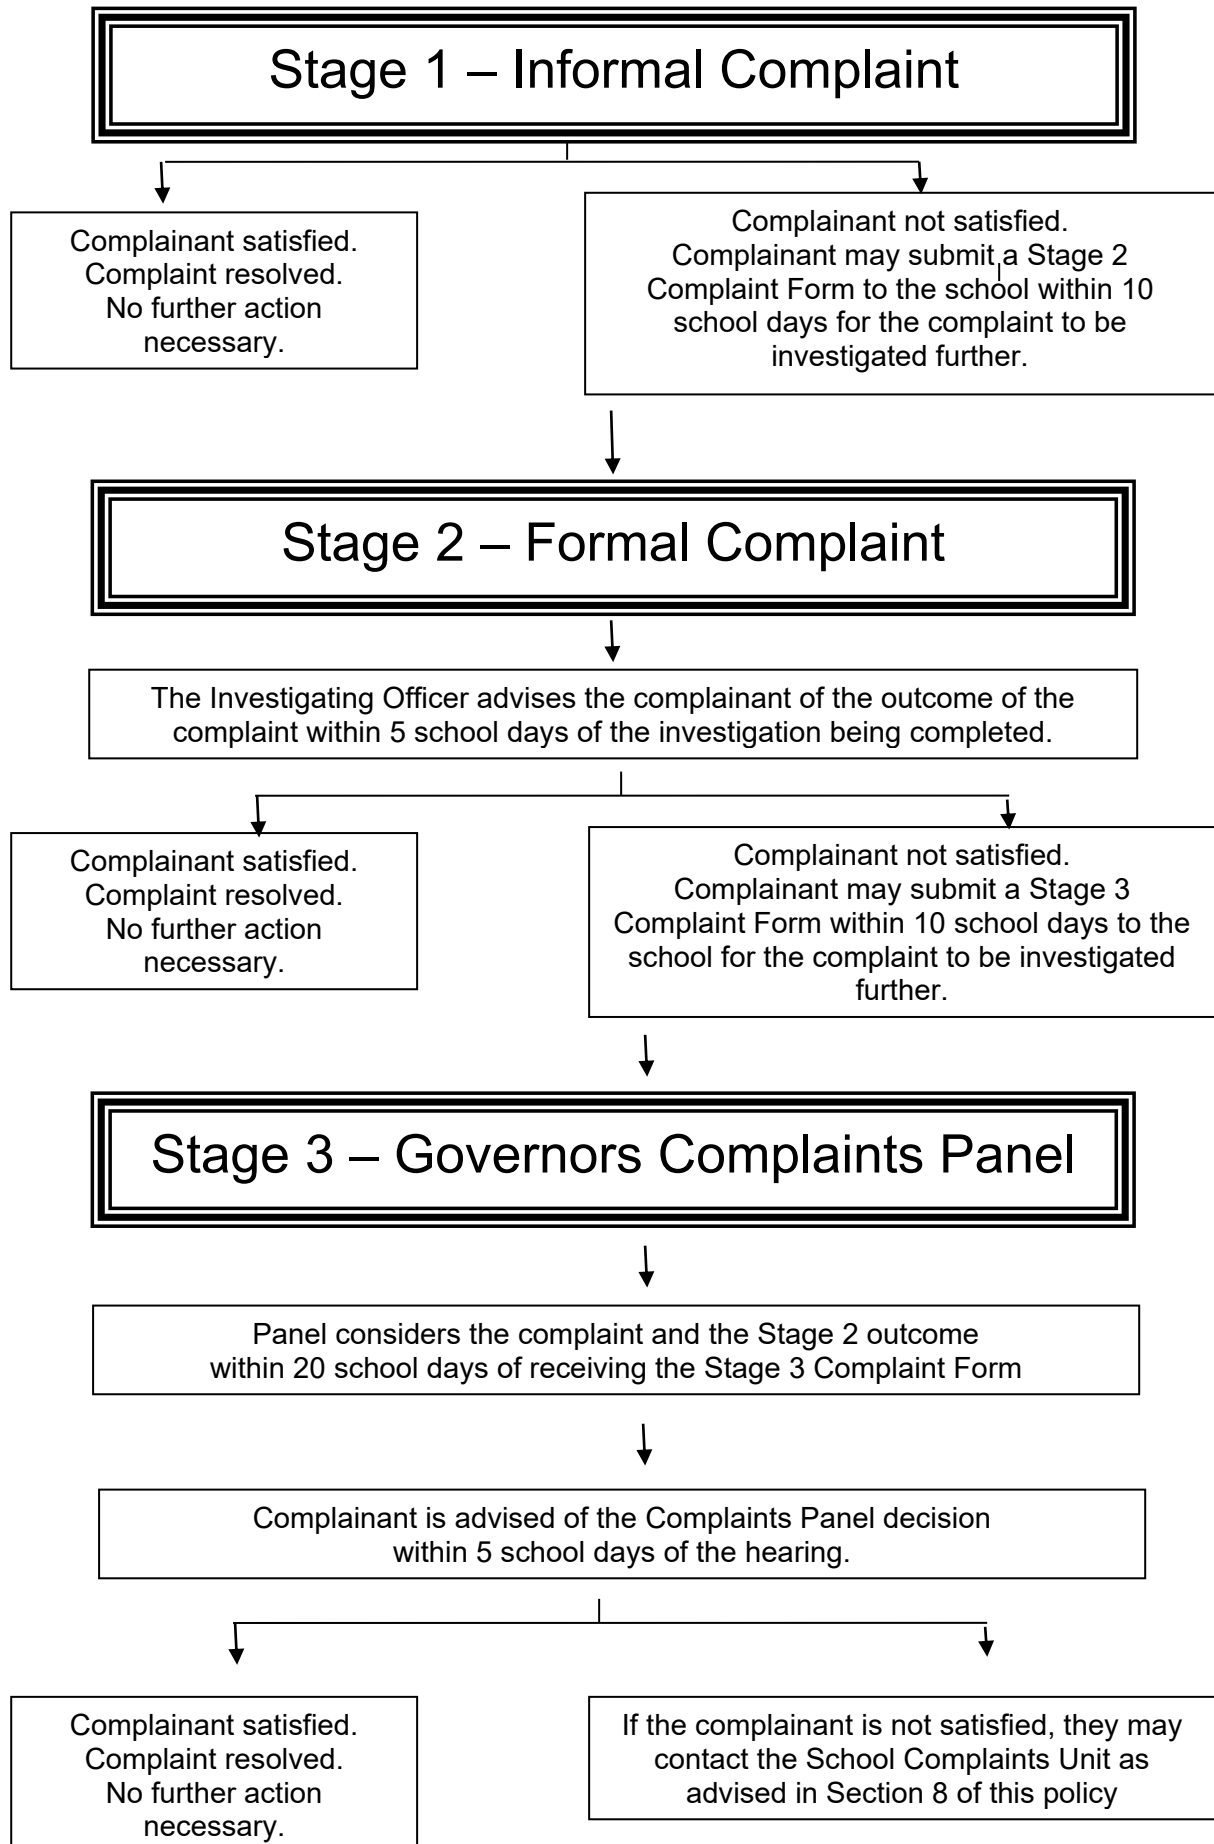 Stage 1 – Informal Complaint
Complainant satisfied.
Complaint resolved.
No further action
necessary.
Complainant not satisfied.
Complainant may submit a Stage 2
Complaint Form to the school within 10
school days for the complaint to be
investigated further.
Stage 2 – Formal Complaint
The Investigating Officer advises the complainant of the outcome of the
complaint within 5 school days of the investigation being completed.
Complainant satisfied.
Complaint resolved.
No further action
necessary.
Complainant not satisfied.
Complainant may submit a Stage 3
Complaint Form within 10 school days to the
school for the complaint to be investigated
further.
Stage 3 – Governors Complaints Panel
Panel considers the complaint and the Stage 2 outcome
within 20 school days of receiving the Stage 3 Complaint Form
Complainant is advised of the Complaints Panel decision
within 5 school days of the hearing.
Complainant satisfied.
Complaint resolved.
No further action
necessary.
If the complainant is not satisfied, they may
contact the School Complaints Unit as
advised in Section 8 of this policy